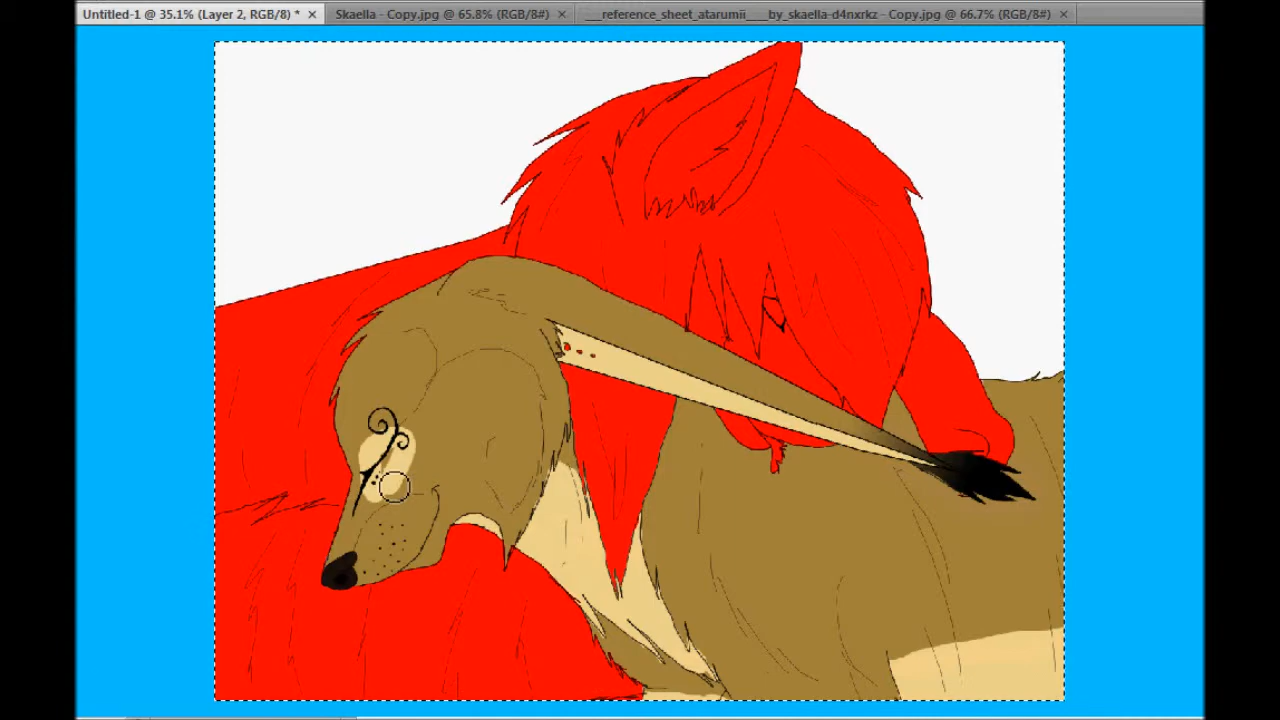 Untitled-1 @ 35.1% (Layer 2, RGB/8) * × Skaella - Copy.jpg @ 65.8% (RGB/8#) × ___reference_sheet_atarumii____by_skaella-d4nxrkz - Copy.jpg @ 66.7% (RGB/8#) ×